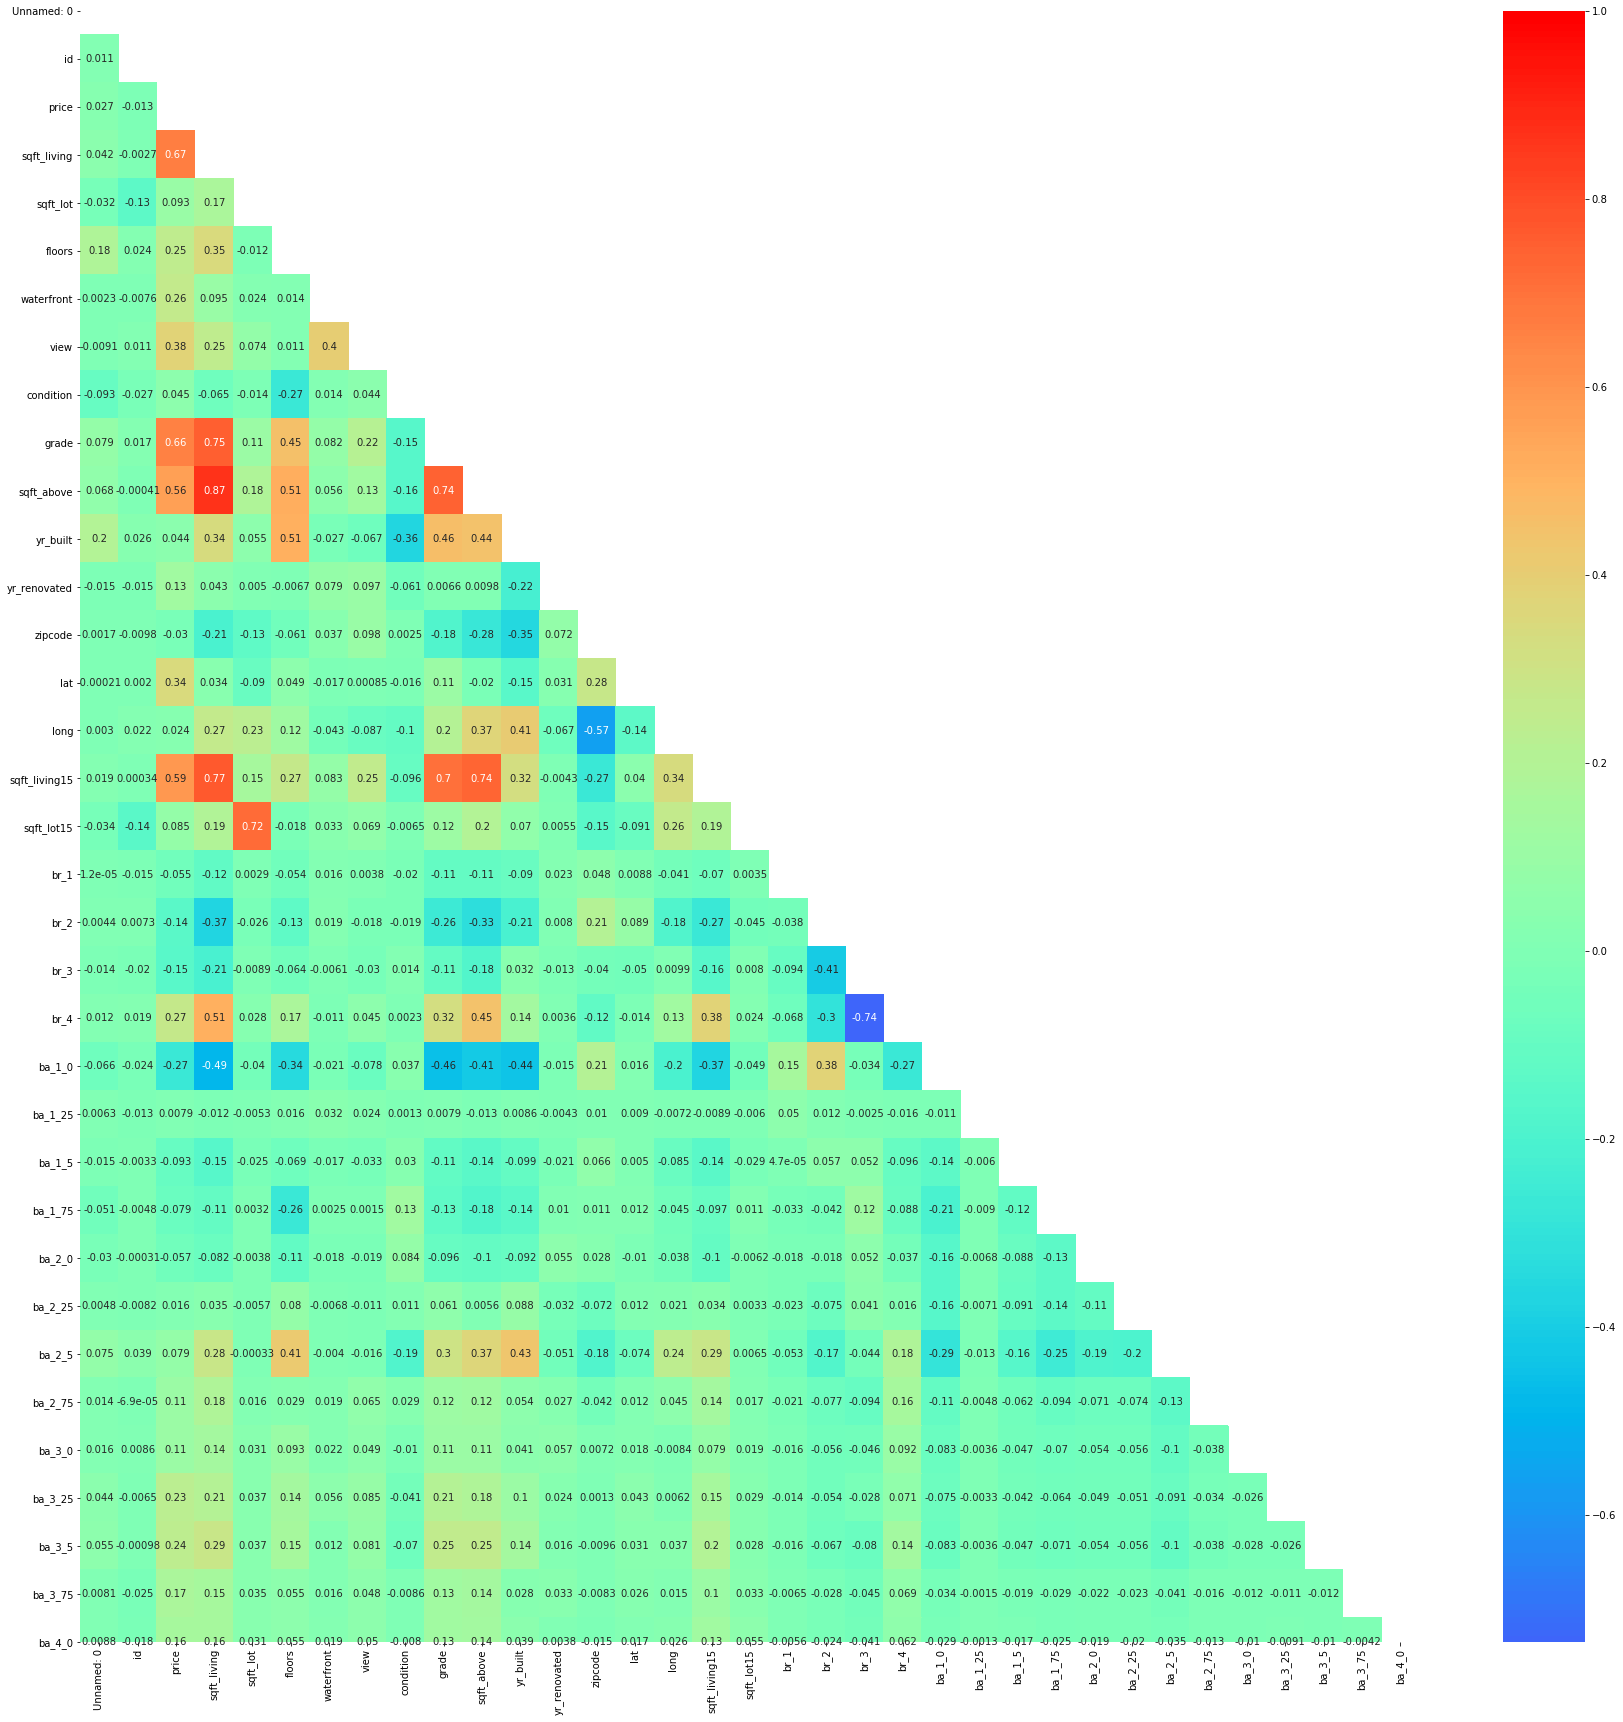 Unnamed: 0
id 0.011
price 0.027 -0.013
sqft_living 0.042 -0.0027 0.67
sqft_lot -0.032 -0.13 0.093 0.17
floors 0.18 0.024 0.25 0.35 -0.012
waterfront 0.0023 -0.0076 0.26 0.095 0.024 0.014
view -0.0091 0.011 0.38 0.25 0.074 0.011 0.4
condition -0.093 -0.027 0.045 -0.065 -0.014 -0.27 0.014 0.044
grade 0.079 0.017 0.66 0.75 0.11 0.45 0.082 0.22 -0.15
sqft_above 0.068 -0.00041 0.56 0.87 0.18 0.51 0.056 0.13 -0.16 0.74
yr_built 0.2 0.026 0.044 0.34 0.055 0.51 -0.027 -0.067 -0.36 0.46 0.44
yr_renovated -0.015 -0.015 0.13 0.043 0.005 -0.0067 0.079 0.097 -0.061 0.0066 0.0098 -0.22
zipcode 0.0017 -0.0098 -0.03 -0.21 -0.13 -0.061 0.037 0.098 0.0025 -0.18 -0.28 -0.35 0.072
lat -0.00021 0.002 0.34 0.034 -0.09 0.049 -0.017 0.00085 -0.016 0.11 -0.02 -0.15 0.031 0.28
long 0.003 0.022 0.024 0.27 0.23 0.12 -0.043 -0.087 -0.1 0.2 0.37 0.41 -0.067 -0.57 -0.14
sqft_living15 0.019 0.00034 0.59 0.77 0.15 0.27 0.083 0.25 -0.096 0.7 0.74 0.32 -0.0043 -0.27 0.04 0.34
sqft_lot15 -0.034 -0.14 0.085 0.19 0.72 -0.018 0.033 0.069 -0.0065 0.12 0.2 0.07 0.0055 -0.15 -0.091 0.26 0.19
br_1 1.2e-05 -0.015 -0.055 -0.12 0.0029 -0.054 0.016 0.0038 -0.02 -0.11 -0.11 -0.09 0.023 0.048 0.0088 -0.041 -0.07 0.0035
br_2 0.0044 0.0073 -0.14 -0.37 -0.026 -0.13 0.019 -0.018 -0.019 -0.26 -0.33 -0.21 0.008 0.21 0.089 -0.18 -0.27 -0.045 -0.038
br_3 -0.014 -0.02 -0.15 -0.21 -0.0089 -0.064 -0.0061 -0.03 0.014 -0.11 -0.18 0.032 -0.013 -0.04 -0.05 0.0099 -0.16 0.008 -0.094 -0.41
br_4 0.012 0.019 0.27 0.51 0.028 0.17 -0.011 0.045 0.0023 0.32 0.45 0.14 0.0036 -0.12 -0.014 0.13 0.38 0.024 -0.068 -0.3 -0.74
ba_1_0 -0.066 -0.024 -0.27 -0.49 -0.04 -0.34 -0.021 -0.078 0.037 -0.46 -0.41 -0.44 -0.015 0.21 0.016 -0.2 -0.37 -0.049 0.15 0.38 -0.034 -0.27
ba_1_25 0.0063 -0.013 0.0079 -0.012 -0.0053 0.016 0.032 0.024 0.0013 0.0079 -0.013 0.0086 -0.0043 0.01 0.009 -0.0072 -0.0089 -0.006 0.05 0.012 -0.0025 -0.016 -0.011
ba_1_5 -0.015 -0.0033 -0.093 -0.15 -0.025 -0.069 -0.017 -0.033 0.03 -0.11 -0.14 -0.099 -0.021 0.066 0.005 -0.085 -0.14 -0.029 4.7e-05 0.057 0.052 -0.096 -0.14 -0.006
ba_1_75 -0.051 -0.0048 -0.079 -0.11 0.0032 -0.26 0.0025 0.0015 0.13 -0.13 -0.18 -0.14 0.01 0.011 0.012 -0.045 -0.097 0.011 -0.033 -0.042 0.12 -0.088 -0.21 -0.009 -0.12
ba_2_0 -0.03 -0.00031 -0.057 -0.082 -0.0038 -0.11 -0.018 -0.019 0.084 -0.096 -0.1 -0.092 0.055 0.028 -0.01 -0.038 -0.1 -0.0062 -0.018 -0.018 0.052 -0.037 -0.16 -0.0068 -0.088 -0.13
ba_2_25 0.0048 -0.0082 0.016 0.035 -0.0057 0.08 -0.0068 -0.011 0.011 0.061 0.0056 0.088 -0.032 -0.072 0.012 0.021 0.034 0.0033 -0.023 -0.075 0.041 0.016 -0.16 -0.0071 -0.091 -0.14 -0.11
ba_2_5 0.075 0.039 0.079 0.28 -0.00033 0.41 -0.004 -0.016 -0.19 0.3 0.37 0.43 -0.051 -0.18 -0.074 0.24 0.29 0.0065 -0.053 -0.17 -0.044 0.18 -0.29 -0.013 -0.16 -0.25 -0.19 -0.2
ba_2_75 0.014 -6.9e-05 0.11 0.18 0.016 0.029 0.019 0.065 0.029 0.12 0.12 0.054 0.027 -0.042 0.012 0.045 0.14 0.017 -0.021 -0.077 -0.094 0.16 -0.11 -0.0048 -0.062 -0.094 -0.071 -0.074 -0.13
ba_3_0 0.016 0.0086 0.11 0.14 0.031 0.093 0.022 0.049 -0.01 0.11 0.11 0.041 0.057 0.0072 0.018 -0.0084 0.079 0.019 -0.016 -0.056 -0.046 0.092 -0.083 -0.0036 -0.047 -0.07 -0.054 -0.056 -0.1 -0.038
ba_3_25 0.044 -0.0065 0.23 0.21 0.037 0.14 0.056 0.085 -0.041 0.21 0.18 0.1 0.024 0.0013 0.043 0.0062 0.15 0.029 -0.014 -0.054 -0.028 0.071 -0.075 -0.0033 -0.042 -0.064 -0.049 -0.051 -0.091 -0.034 -0.026
ba_3_5 0.055 -0.00098 0.24 0.29 0.037 0.15 0.012 0.081 -0.07 0.25 0.25 0.14 0.016 -0.0096 0.031 0.037 0.2 0.028 -0.016 -0.067 -0.08 0.14 -0.083 -0.0036 -0.047 -0.071 -0.054 -0.056 -0.1 -0.038 -0.028 -0.026
ba_3_75 0.0081 -0.025 0.17 0.15 0.035 0.055 0.016 0.048 -0.0086 0.13 0.14 0.028 0.033 -0.0083 0.026 0.015 0.1 0.033 -0.0065 -0.028 -0.045 0.069 -0.034 -0.0015 -0.019 -0.029 -0.022 -0.023 -0.041 -0.016 -0.012 -0.011 -0.012
ba_4_0 0.0088 -0.018 0.16 0.16 0.031 0.055 0.019 0.05 -0.008 0.13 0.14 0.039 0.0038 -0.015 0.017 0.026 0.13 0.055 -0.0056 -0.024 -0.041 0.062 -0.029 -0.0013 -0.017 -0.025 -0.019 -0.02 -0.035 -0.013 -0.01 -0.0091 -0.01 -0.0042
Unnamed: 0 id price sqft_living sqft_lot floors waterfront view condition grade sqft_above yr_built yr_renovated zipcode lat long sqft_living15 sqft_lot15 br_1 br_2 br_3 br_4 ba_1_0 ba_1_25 ba_1_5 ba_1_75 ba_2_0 ba_2_25 ba_2_5 ba_2_75 ba_3_0 ba_3_25 ba_3_5 ba_3_75 ba_4_0
1.0
0.8
0.6
0.4
0.2
0.0
−0.2
−0.4
−0.6